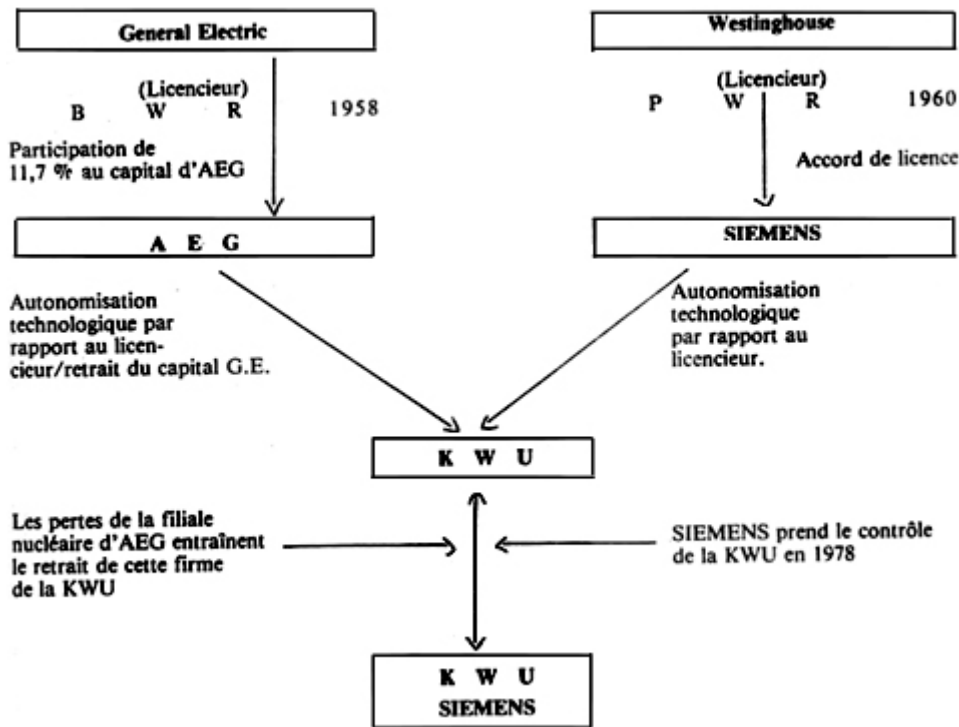 General Electric
Westinghouse
(Licencieur)
B W R 1958
(Licencieur)
P W R 1960
Participation de
11,7 % au capital d'AEG
Accord de licence
A E G
SIEMENS
Autonomisation
technologique par
rapport au licen-
cieur/retrait du capital G.E.
Autonomisation
technologique
par rapport au
licencieur.
K W U
Les pertes de la filiale
nucléaire d'AEG entraînent
le retrait de cette firme
de la KWU
SIEMENS prend le contrôle
de la KWU en 1978
K W U
SIEMENS